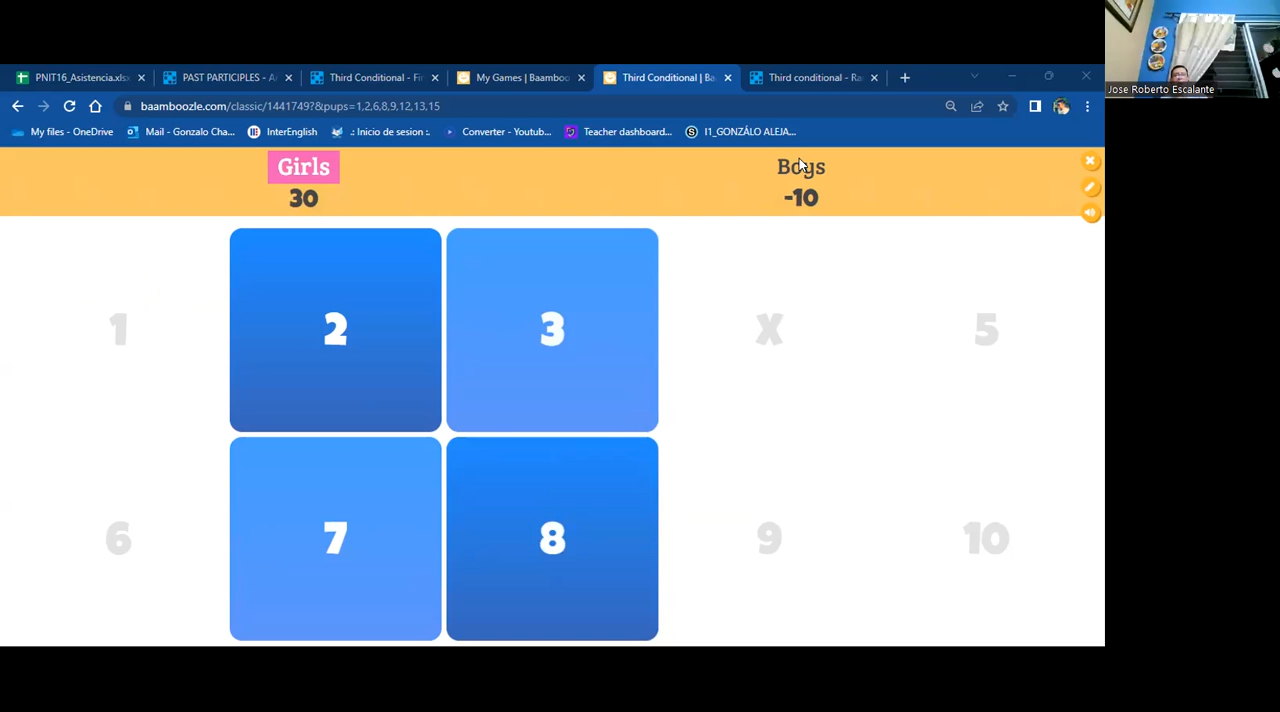 PNIT16_Asistencia.xls
PAST PARTICIPLES - A
Third Conditional - Fi
My Games | Baamboo
Third Conditional | Ba
Third conditional - Ra
baamboozle.com/classic/1441749?&pups=1,2,6,8,9,12,13,15
My files - OneDrive
Mail - Gonzalo Cha...
InterEnglish
.: Inicio de sesion :.
Converter - Youtub...
Teacher dashboard...
I1_GONZÁLO ALEJA...
Jose Roberto Escalante
Girls
Boys
30
-10
1
2
3
X
5
6
7
8
9
10